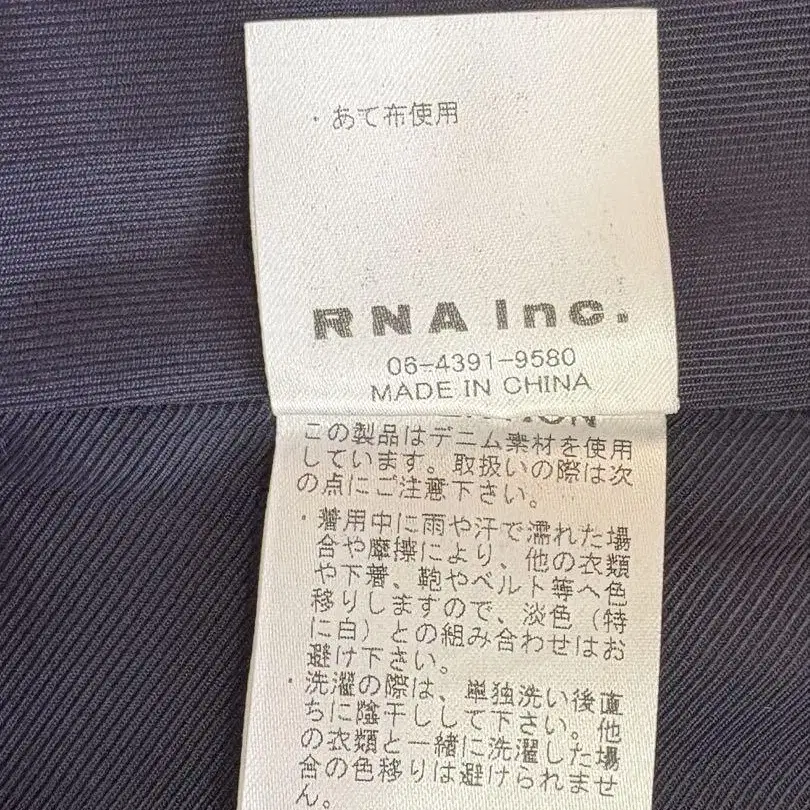 ・あて布使用
RNA Inc.
06-4391-9580
MADE IN CHINA
この製品はデニム素材を使用
しています。取扱いの際は次
の点にご注意下さい。
・着用中に雨や汗で濡れた場
合や摩擦により、他の衣類
や下着、鞄やベルト等へ色
移りしますので、淡色（特
に白）との組み合わせはお
避け下さい。
・洗濯の際は、単独洗い後直
ちに陰干しして下さい。他
の衣類と一緒に洗濯した場
合の色移りは避けられませ
ん。